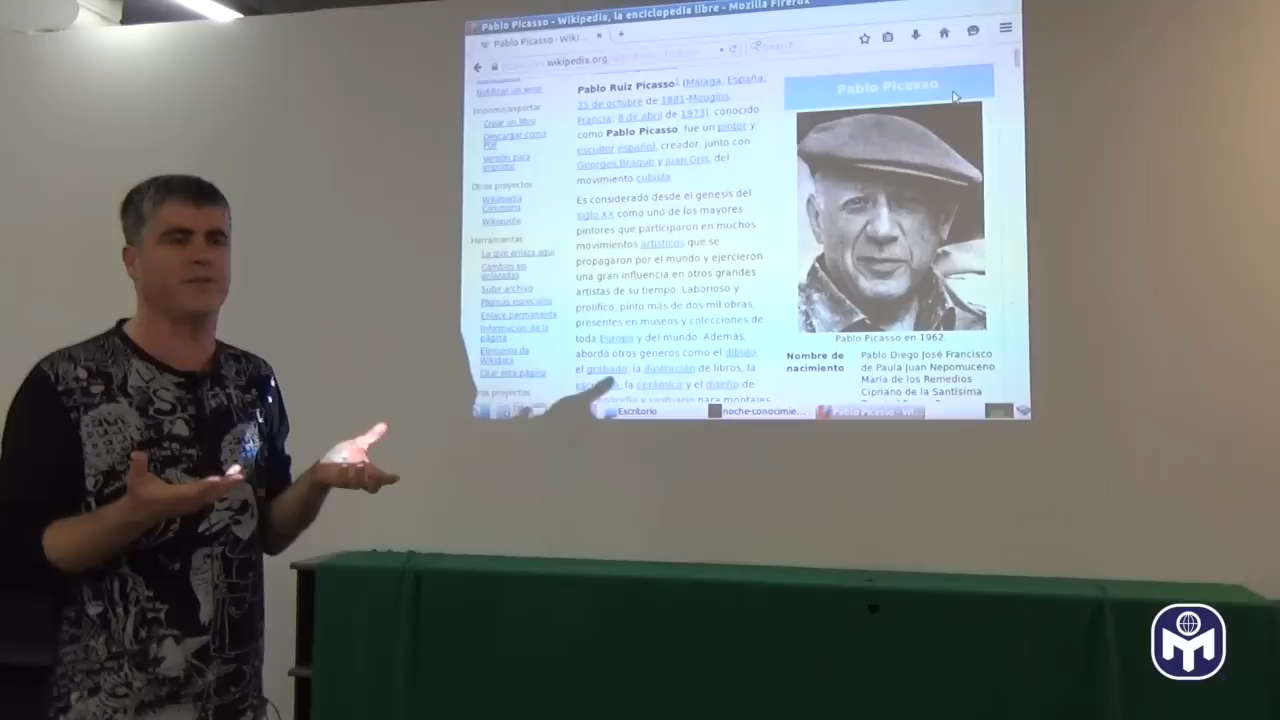 Pablo Picasso - Wikipedia, la enciclopedia libre - Mozilla Firefox
Pablo Picasso - Wiki...
wikipedia.org
Search
Notificar un error
Imprimir/exportar
Crear un libro
Descargar como
PDF
Versión para
imprimir
Otros proyectos
Wikimedia
Commons
Wikiquote
Herramientas
Lo que enlaza aquí
Cambios en
enlazadas
Subir archivo
Páginas especiales
Enlace permanente
Información de la
página
Elemento de
Wikidata
Citar esta página
Pablo Ruiz Picasso (Málaga, España,
25 de octubre de 1881-Mougins,
Francia, 8 de abril de 1973), conocido
como Pablo Picasso, fue un pintor y
escultor español, creador, junto con
Georges Braque y Juan Gris, del
movimiento cubista.
Es considerado desde el genesis del
siglo XX como uno de los mayores
pintores que participaron en muchos
movimientos artísticos que se
propagaron por el mundo y ejercieron
una gran influencia en otros grandes
artistas de su tiempo. Laborioso y
prolífico, pintó más de dos mil obras,
presentes en museos y colecciones de
toda Europa y del mundo. Además,
abordó otros géneros como el dibujo,
el grabado, la ilustración de libros, la
la cerámica y el diseño de
y vestuario para montajes
Pablo Picasso
Pablo Picasso en 1962.
Nombre de
nacimiento
Pablo Diego José Francisco
de Paula Juan Nepomuceno
María de los Remedios
Cipriano de la Santísima
Escritorio
noche-conocimie...
Pablo Picasso - Wi...